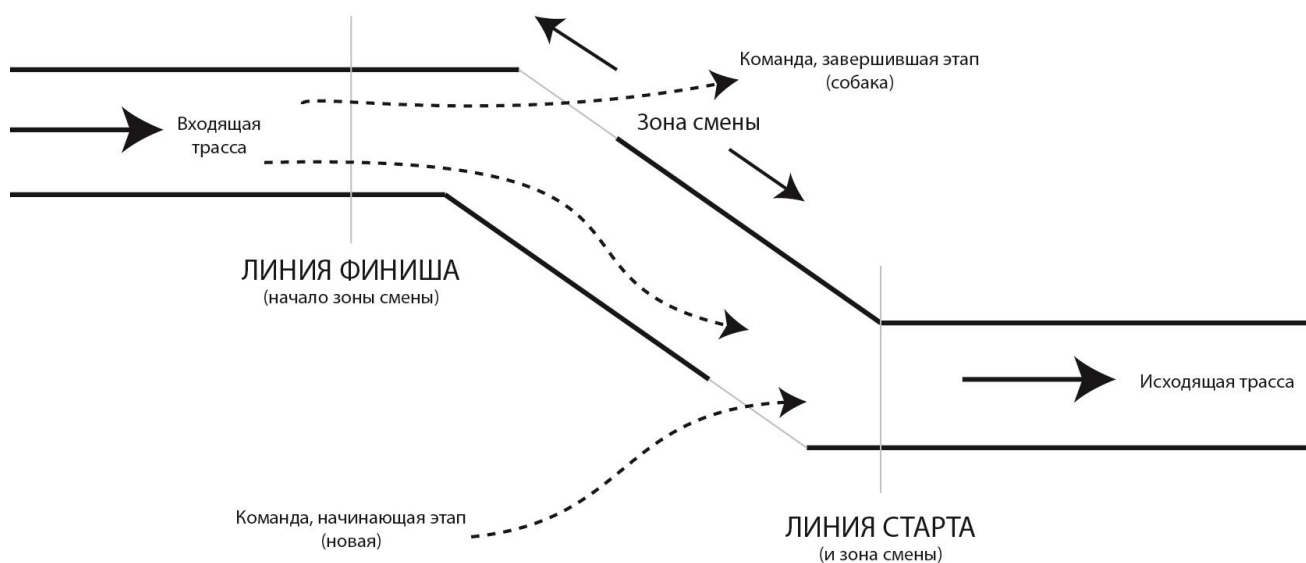 Команда, завершившая этап
(собака)
Зона смены
Входящая
трасса
ЛИНИЯ ФИНИША
(начало зоны смены)
Исходящая трасса
Команда, начинающая этап
(новая)
ЛИНИЯ СТАРТА
(и зона смены)